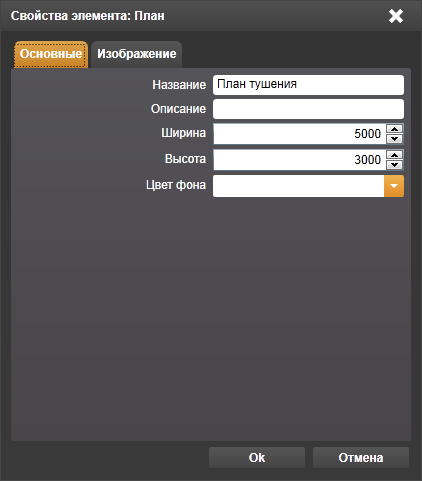 Свойства элемента: План
Основные Изображение
Название План тушения
Описание
Ширина 5000
Высота 3000
Цвет фона
Ok Отмена